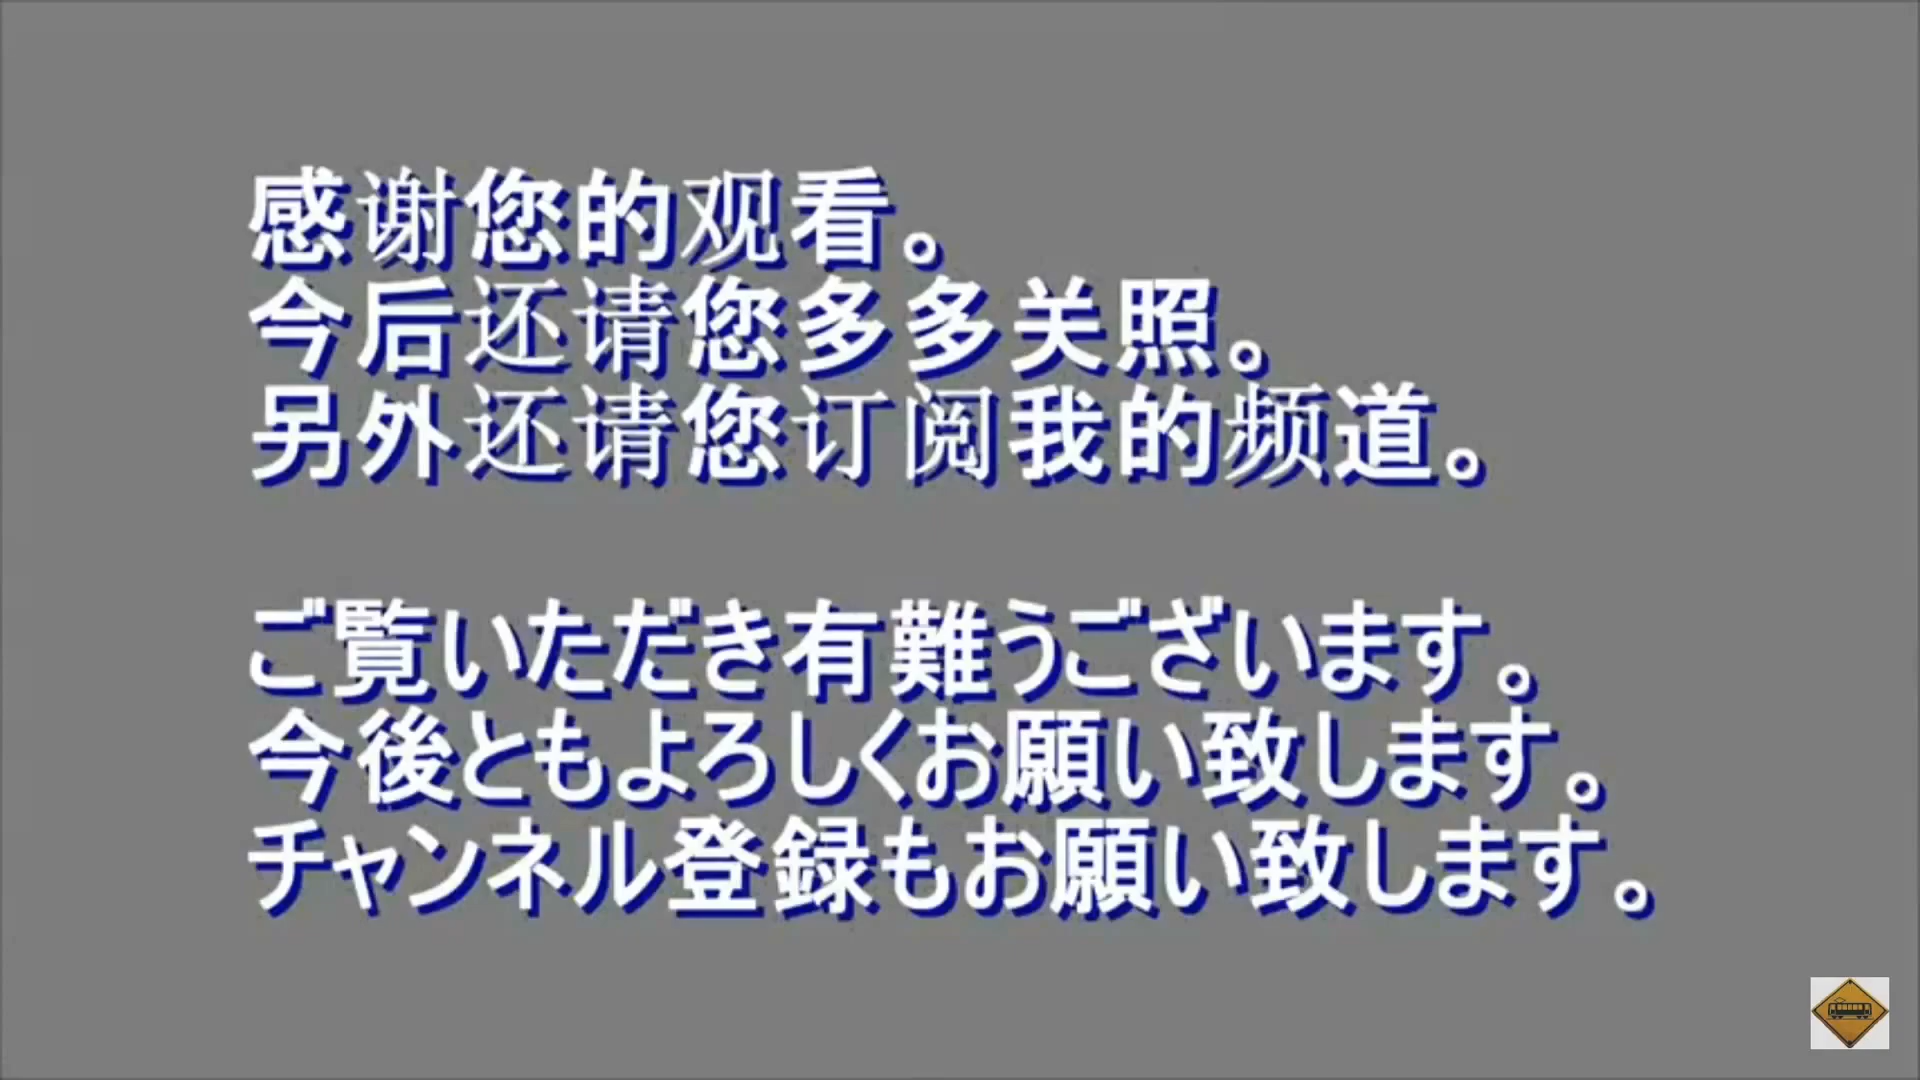 感谢您的观看。
今后还请您多多关照。
另外还请您订阅我的频道。
ご覧いただき有難うございます。
今後ともよろしくお願い致します。
チャンネル登録もお願い致します。